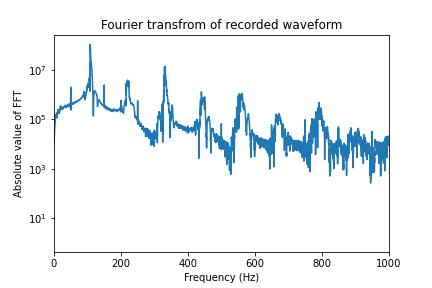 Fourier transfrom of recorded waveform
Absolute value of FFT
10⁷
10⁵
10³
10¹
0 200 400 600 800 1000
Frequency (Hz)